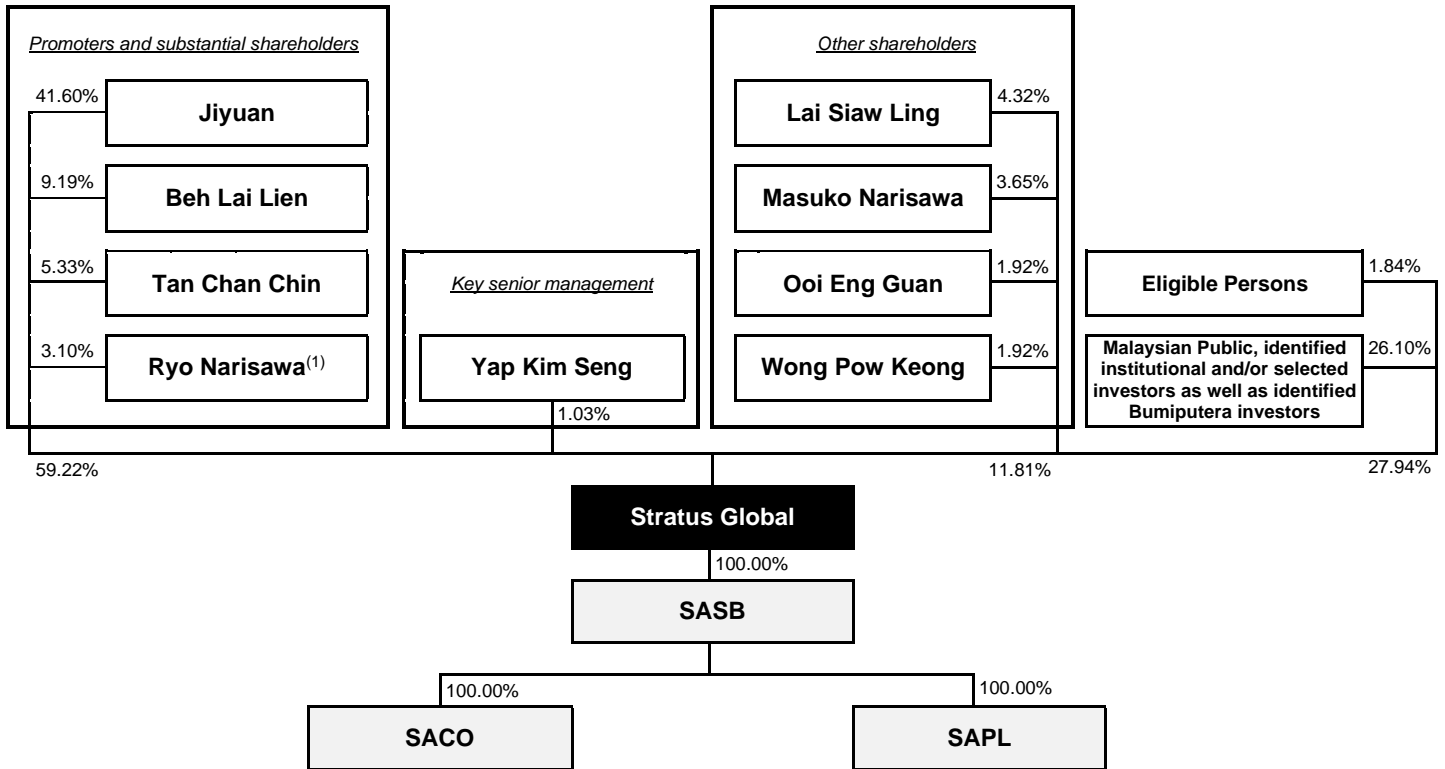 Promoters and substantial shareholders
41.60%
Jiyuan
9.19%
Beh Lai Lien
5.33%
Tan Chan Chin
3.10%
Ryo Narisawa(1)
59.22%
Key senior management
Yap Kim Seng
1.03%
Other shareholders
Lai Siaw Ling
4.32%
Masuko Narisawa
3.65%
Ooi Eng Guan
1.92%
Wong Pow Keong
1.92%
11.81%
Eligible Persons
1.84%
Malaysian Public, identified
institutional and/or selected
investors as well as identified
Bumiputera investors
26.10%
27.94%
Stratus Global
100.00%
SASB
100.00%
SACO
100.00%
SAPL